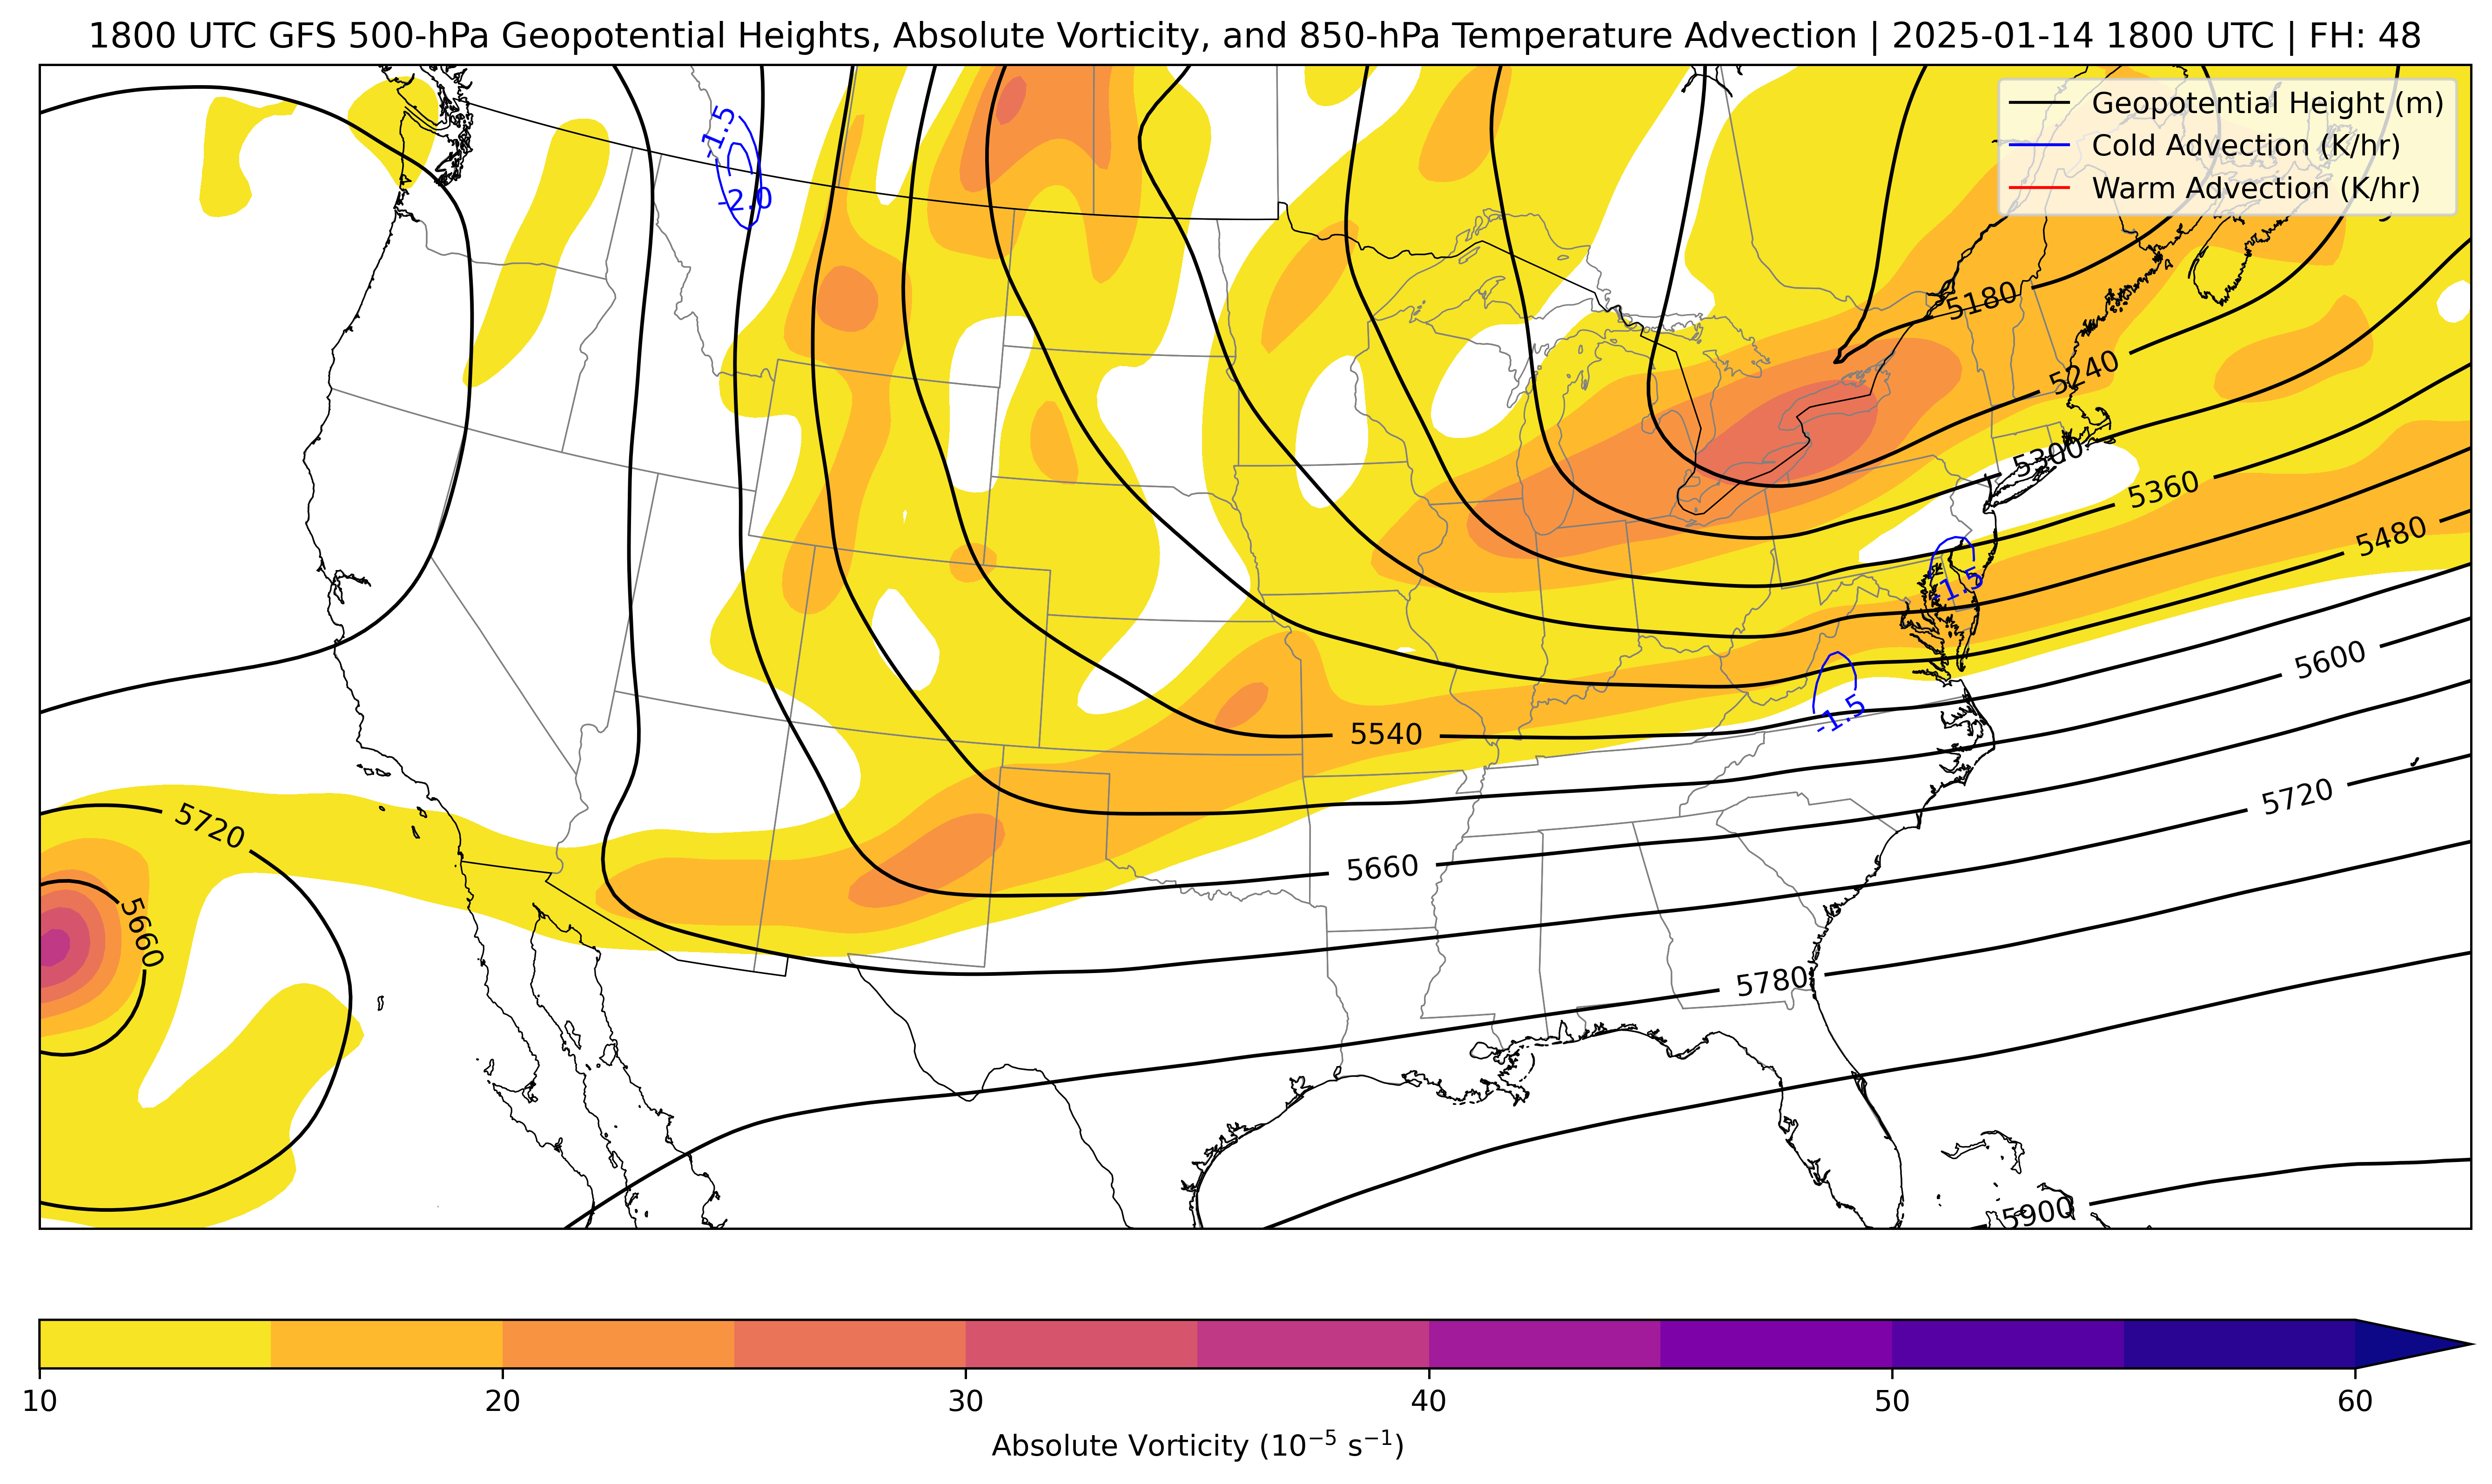 1800 UTC GFS 500-hPa Geopotential Heights, Absolute Vorticity, and 850-hPa Temperature Advection | 2025-01-14 1800 UTC | FH: 48
Geopotential Height (m)
Cold Advection (K/hr)
Warm Advection (K/hr)
-1.5
-2.0
5180
5240
5300
5360
5480
-1.5
5600
-1.5
5540
5720
5720
5660
5660
5780
5900
10 20 30 40 50 60
Absolute Vorticity (10⁻⁵ s⁻¹)